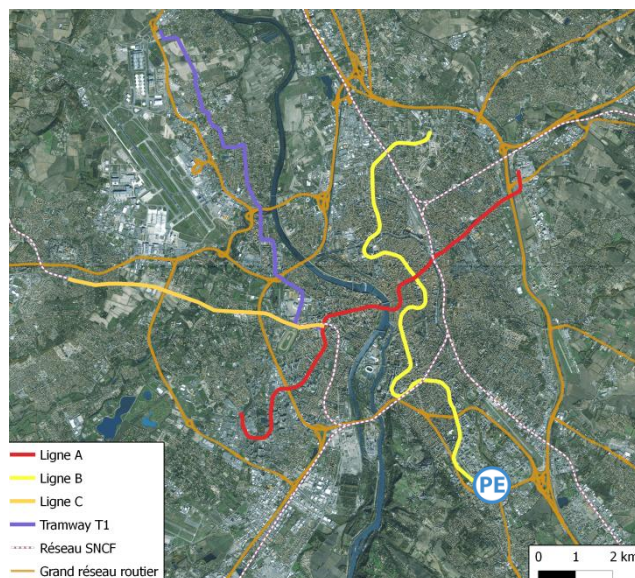 PE
Ligne A
Ligne B
Ligne C
Tramway T1
Réseau SNCF
Grand réseau routier
0 1 2 km